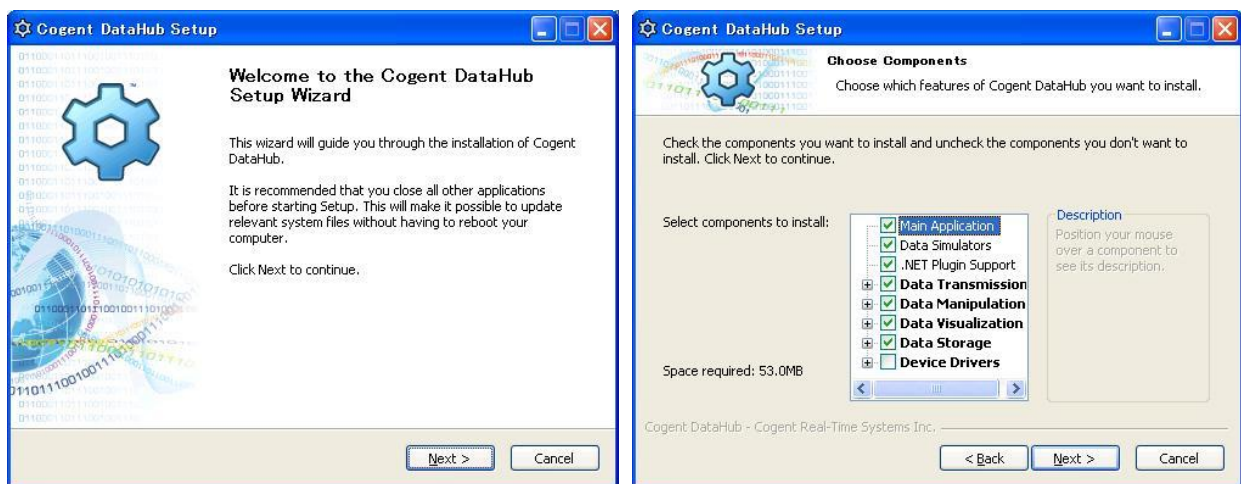 Cogent DataHub Setup
Welcome to the Cogent DataHub
Setup Wizard
This wizard will guide you through the installation of Cogent
DataHub.
It is recommended that you close all other applications
before starting Setup. This will make it possible to update
relevant system files without having to reboot your
computer.
Click Next to continue.
Next >
Cancel
Cogent DataHub Setup
Choose Components
Choose which features of Cogent DataHub you want to install.
Check the components you want to install and uncheck the components you don't want to
install. Click Next to continue.
Select components to install:
Main Application
Data Simulators
.NET Plugin Support
Data Transmission
Data Manipulation
Data Visualization
Data Storage
Device Drivers
Description
Position your mouse
over a component to
see its description.
Space required: 53.0MB
Cogent DataHub - Cogent Real-Time Systems Inc.
< Back
Next >
Cancel